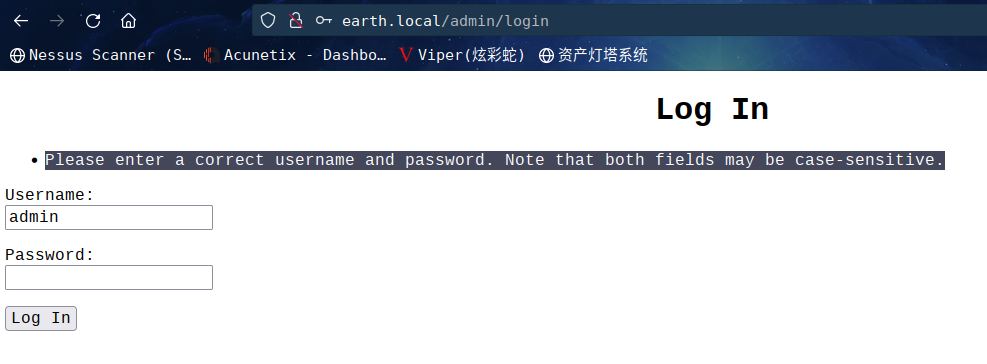 earth.local/admin/login
Nessus Scanner (S… Acunetix - Dashbo… Viper(炫彩蛇) 资产灯塔系统
Log In
Please enter a correct username and password. Note that both fields may be case-sensitive.
Username:
admin
Password:
Log In